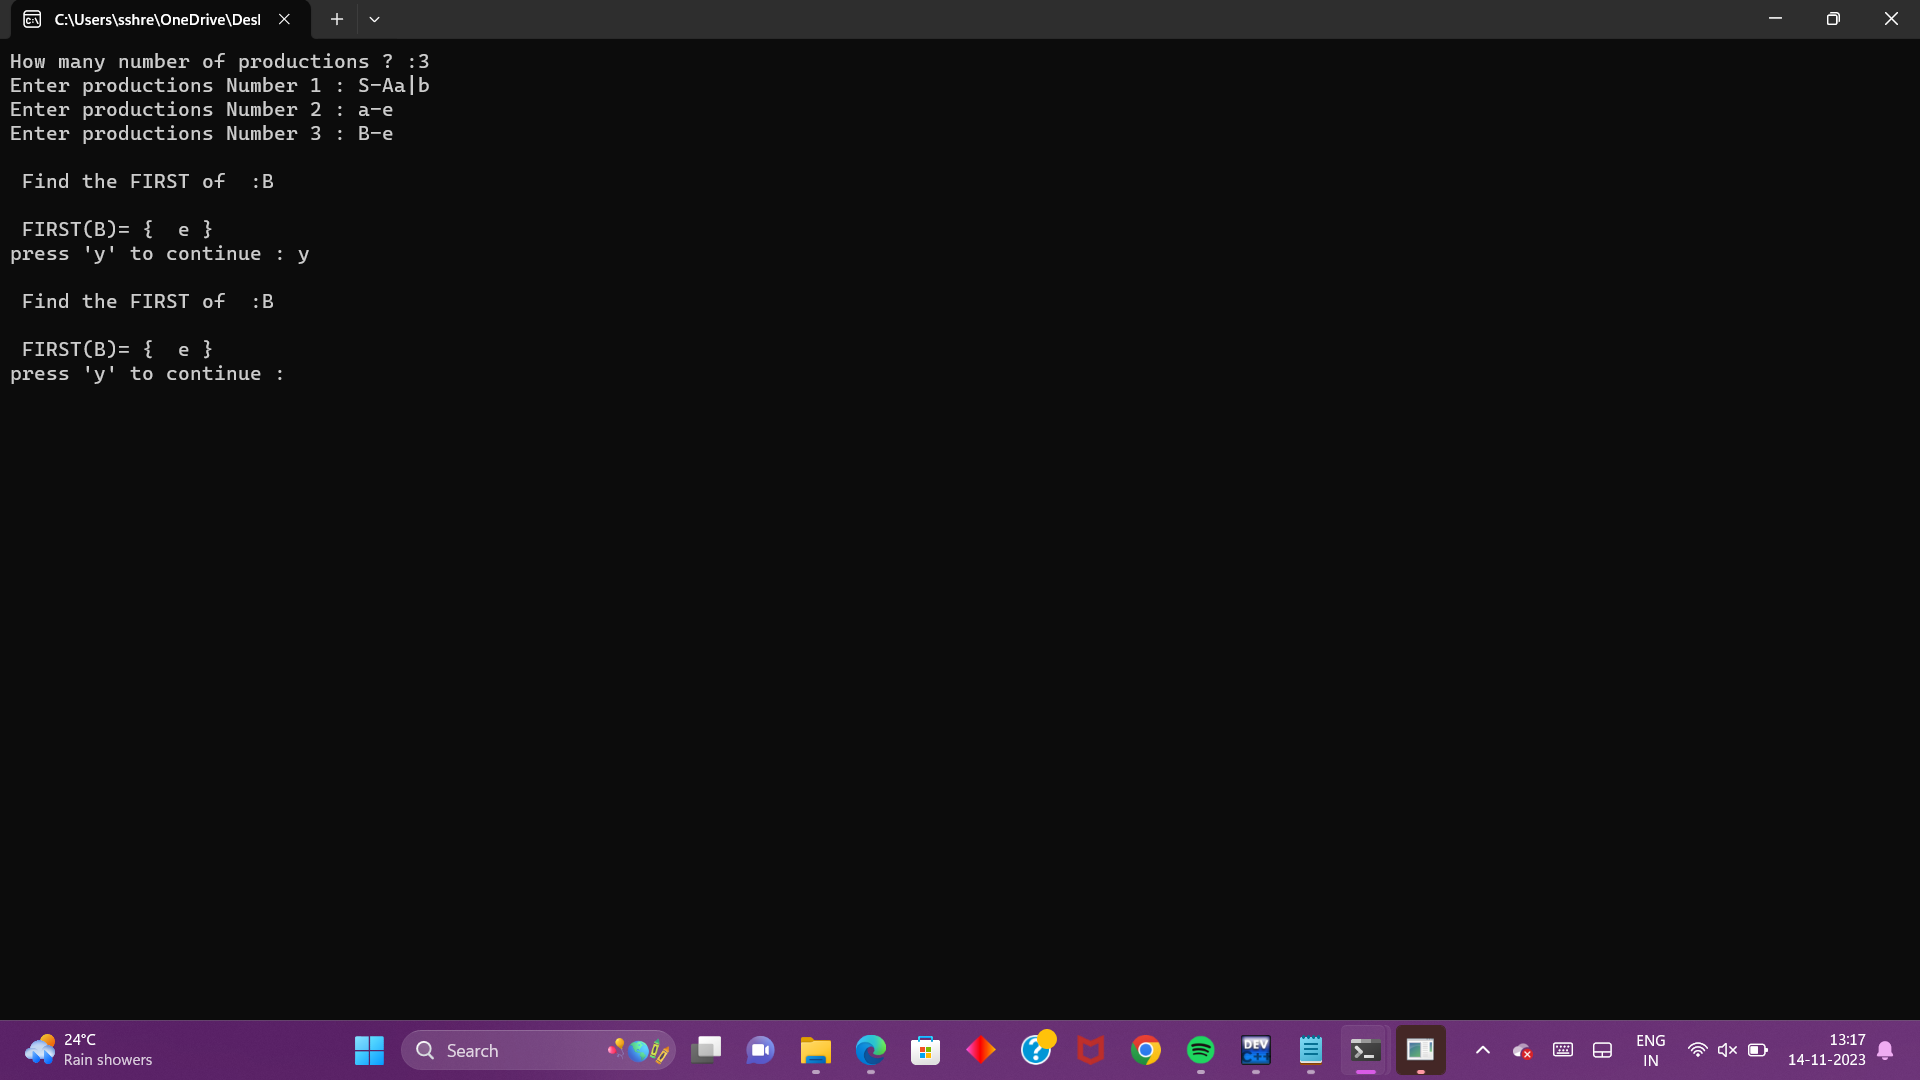 C:\Users\sshre\OneDrive\Desl
How many number of productions ? :3
Enter productions Number 1 : S-Aa|b
Enter productions Number 2 : a-e
Enter productions Number 3 : B-e
Find the FIRST of  :B
FIRST(B)= {  e }
press 'y' to continue : y
Find the FIRST of  :B
FIRST(B)= {  e }
press 'y' to continue :
24°C
Rain showers
Search
DEV
C++
ENG
IN
13:17
14-11-2023